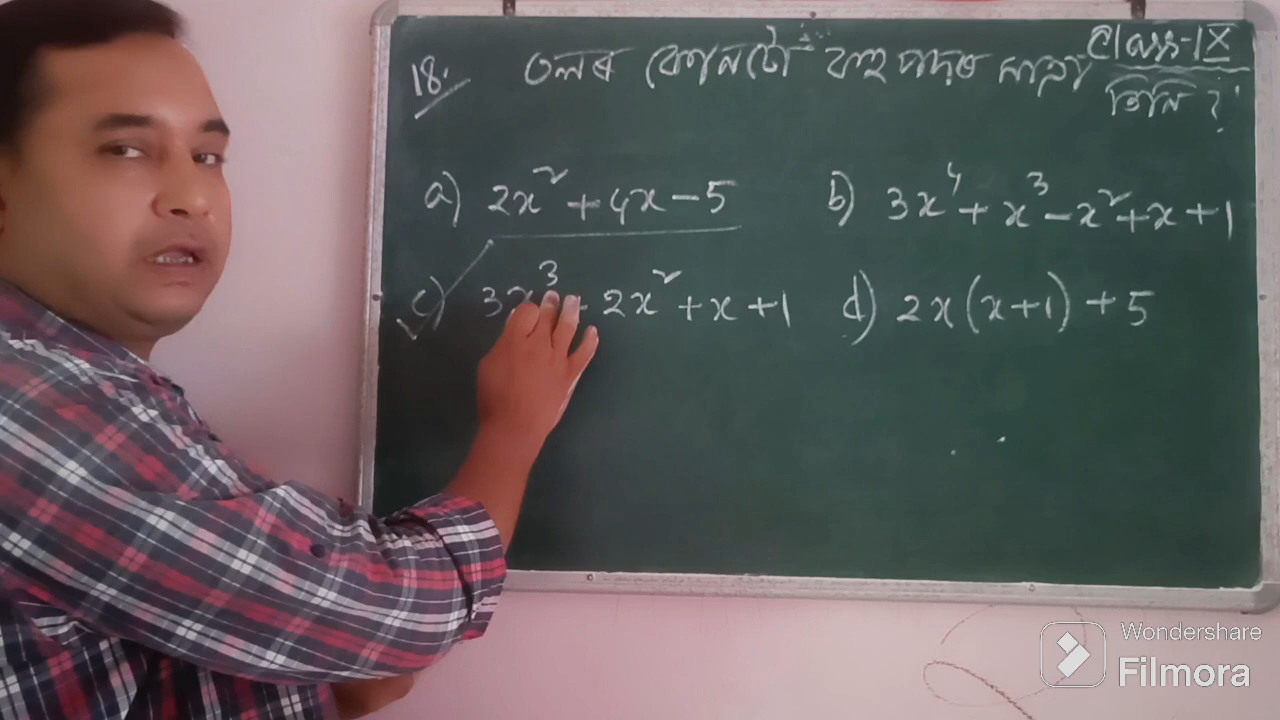 Class-IX
18. তলৰ কোনটো বহুপদৰ মাত্ৰা
তিনি ?
a) 2x² + 4x - 5
b) 3x⁴ + x³ - x² + x + 1
c) 3x³ + 2x² + x + 1
d) 2x(x+1) + 5
Wondershare
Filmora